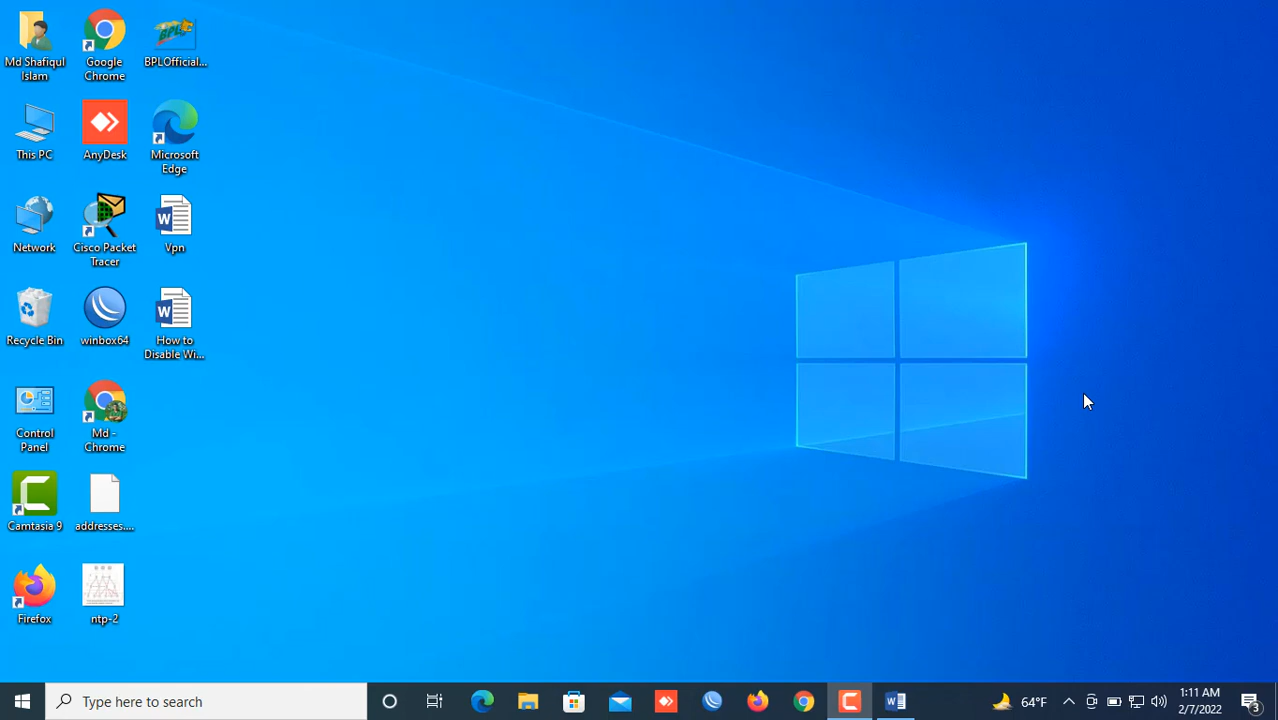 Md Shafiqul
Islam
Google
Chrome
BPL
BPLOfficial...
This PC
AnyDesk
Microsoft
Edge
Network
Cisco Packet
Tracer
W
Vpn
Recycle Bin
winbox64
W
How to
Disable Wi...
Control
Panel
Md -
Chrome
Camtasia 9
addresses....
Firefox
ntp-2
Type here to search
W
64°F
1:11 AM
2/7/2022
3